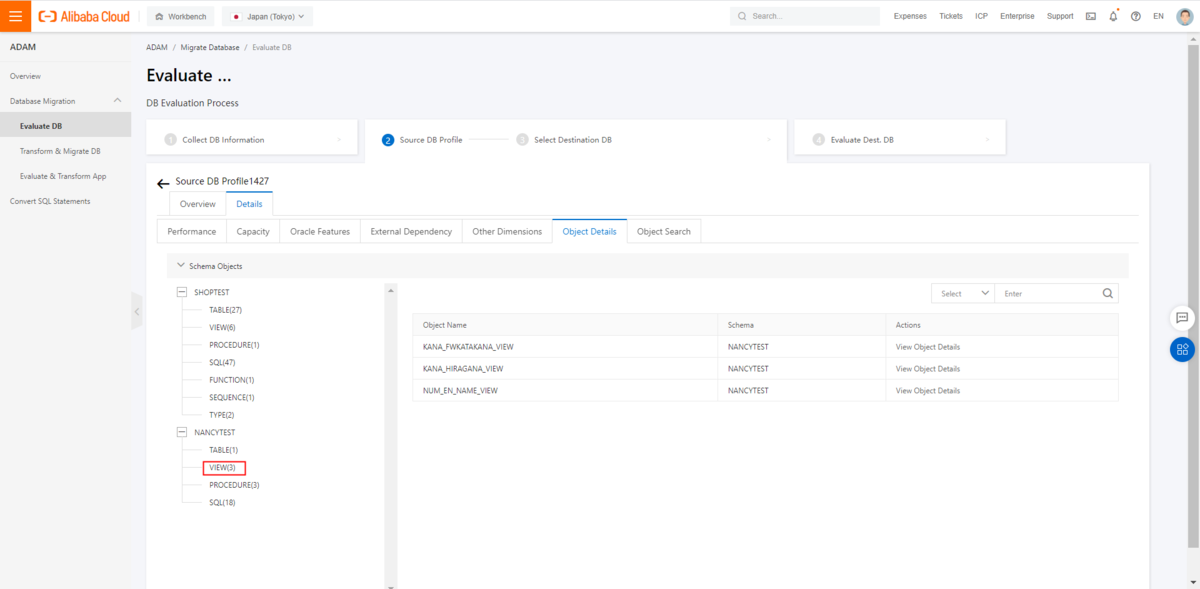 Alibaba Cloud Workbench Japan (Tokyo) Search... Expenses Tickets ICP Enterprise Support EN
ADAM
Overview
Database Migration
Evaluate DB
Transform & Migrate DB
Evaluate & Transform App
Convert SQL Statements
ADAM / Migrate Database / Evaluate DB
Evaluate ...
DB Evaluation Process
1 Collect DB Information
2 Source DB Profile
3 Select Destination DB
4 Evaluate Dest. DB
Source DB Profile1427
Overview Details
Performance Capacity Oracle Features External Dependency Other Dimensions Object Details Object Search
Schema Objects
SHOPTEST
TABLE(27)
VIEW(6)
PROCEDURE(1)
SQL(47)
FUNCTION(1)
SEQUENCE(1)
TYPE(2)
NANCYTEST
TABLE(1)
VIEW(3)
PROCEDURE(3)
SQL(18)
Select Enter
Object Name Schema Actions
KANA_FWKATAKANA_VIEW NANCYTEST View Object Details
KANA_HIRAGANA_VIEW NANCYTEST View Object Details
NUM_EN_NAME_VIEW NANCYTEST View Object Details